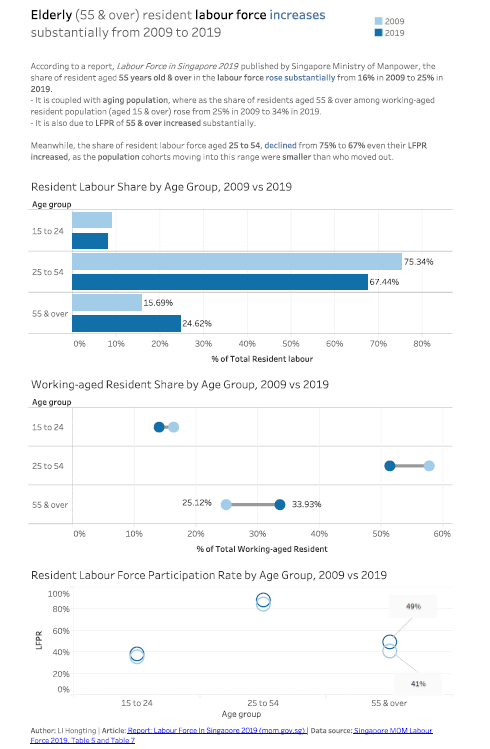 Elderly (55 & over) resident labour force increases
substantially from 2009 to 2019
2009
2019
According to a report, Labour Force in Singapore 2019 published by Singapore Ministry of Manpower, the
share of resident aged 55 years old & over in the labour force rose substantially from 16% in 2009 to 25% in
2019.
- It is coupled with aging population, where as the share of residents aged 55 & over among working-aged
resident population (aged 15 & over) rose from 25% in 2009 to 34% in 2019.
- It is also due to LFPR of 55 & over increased substantially.
Meanwhile, the share of resident labour force aged 25 to 54, declined from 75% to 67% even their LFPR
increased, as the population cohorts moving into this range were smaller than who moved out.
Resident Labour Share by Age Group, 2009 vs 2019
Age group
15 to 24
25 to 54
75.34%
67.44%
55 & over
15.69%
24.62%
0% 10% 20% 30% 40% 50% 60% 70% 80%
% of Total Resident labour
Working-aged Resident Share by Age Group, 2009 vs 2019
Age group
15 to 24
25 to 54
55 & over
25.12% 33.93%
0% 10% 20% 30% 40% 50% 60%
% of Total Working-aged Resident
Resident Labour Force Participation Rate by Age Group, 2009 vs 2019
LFPR
100%
80%
60%
40%
20%
0%
49%
41%
15 to 24 25 to 54 55 & over
Age group
Author: LI Hongting | Article: Report: Labour Force In Singapore 2019 (mom.gov.sg) | Data source: Singapore MOM Labour
Force 2019, Table 5 and Table 7